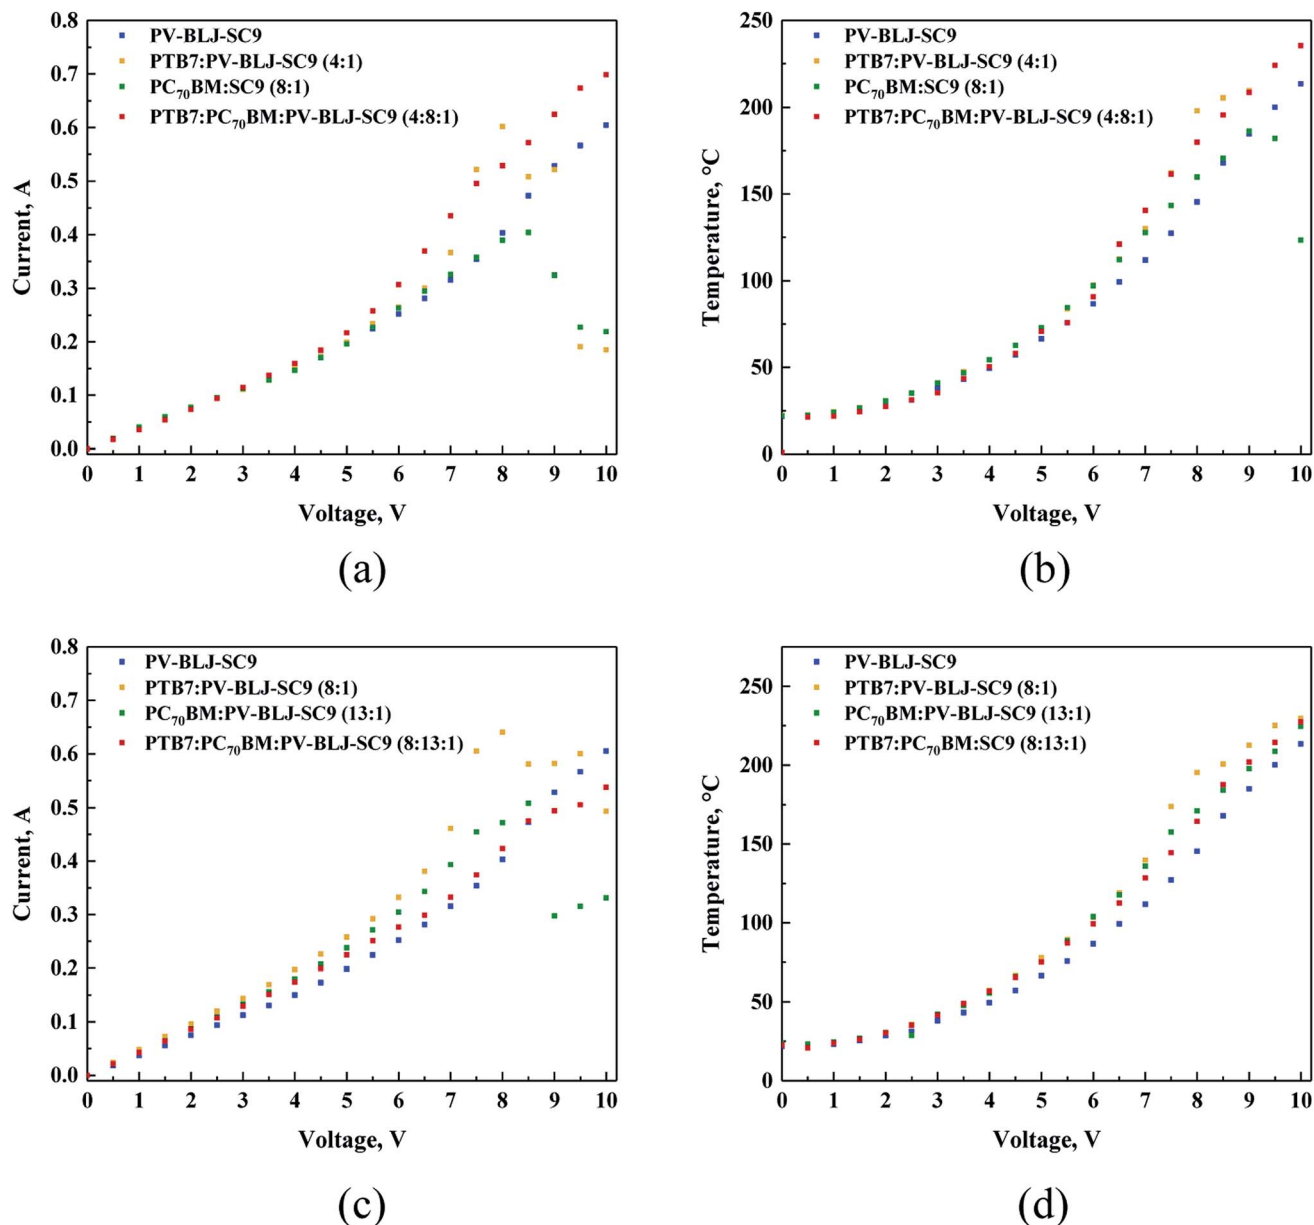 0.8
0.7
0.6
0.5
0.4
0.3
0.2
0.1
0.0
Current, A
PV-BLJ-SC9
PTB7:PV-BLJ-SC9 (4:1)
PC₇₀BM:SC9 (8:1)
PTB7:PC₇₀BM:PV-BLJ-SC9 (4:8:1)
0 1 2 3 4 5 6 7 8 9 10
Voltage, V
(a)
250
200
150
100
50
0
Temperature, °C
PV-BLJ-SC9
PTB7:PV-BLJ-SC9 (4:1)
PC₇₀BM:SC9 (8:1)
PTB7:PC₇₀BM:PV-BLJ-SC9 (4:8:1)
0 1 2 3 4 5 6 7 8 9 10
Voltage, V
(b)
0.8
0.7
0.6
0.5
0.4
0.3
0.2
0.1
0.0
Current, A
PV-BLJ-SC9
PTB7:PV-BLJ-SC9 (8:1)
PC₇₀BM:PV-BLJ-SC9 (13:1)
PTB7:PC₇₀BM:PV-BLJ-SC9 (8:13:1)
0 1 2 3 4 5 6 7 8 9 10
Voltage, V
(c)
250
200
150
100
50
0
Temperature, °C
PV-BLJ-SC9
PTB7:PV-BLJ-SC9 (8:1)
PC₇₀BM:PV-BLJ-SC9 (13:1)
PTB7:PC₇₀BM:SC9 (8:13:1)
0 1 2 3 4 5 6 7 8 9 10
Voltage, V
(d)